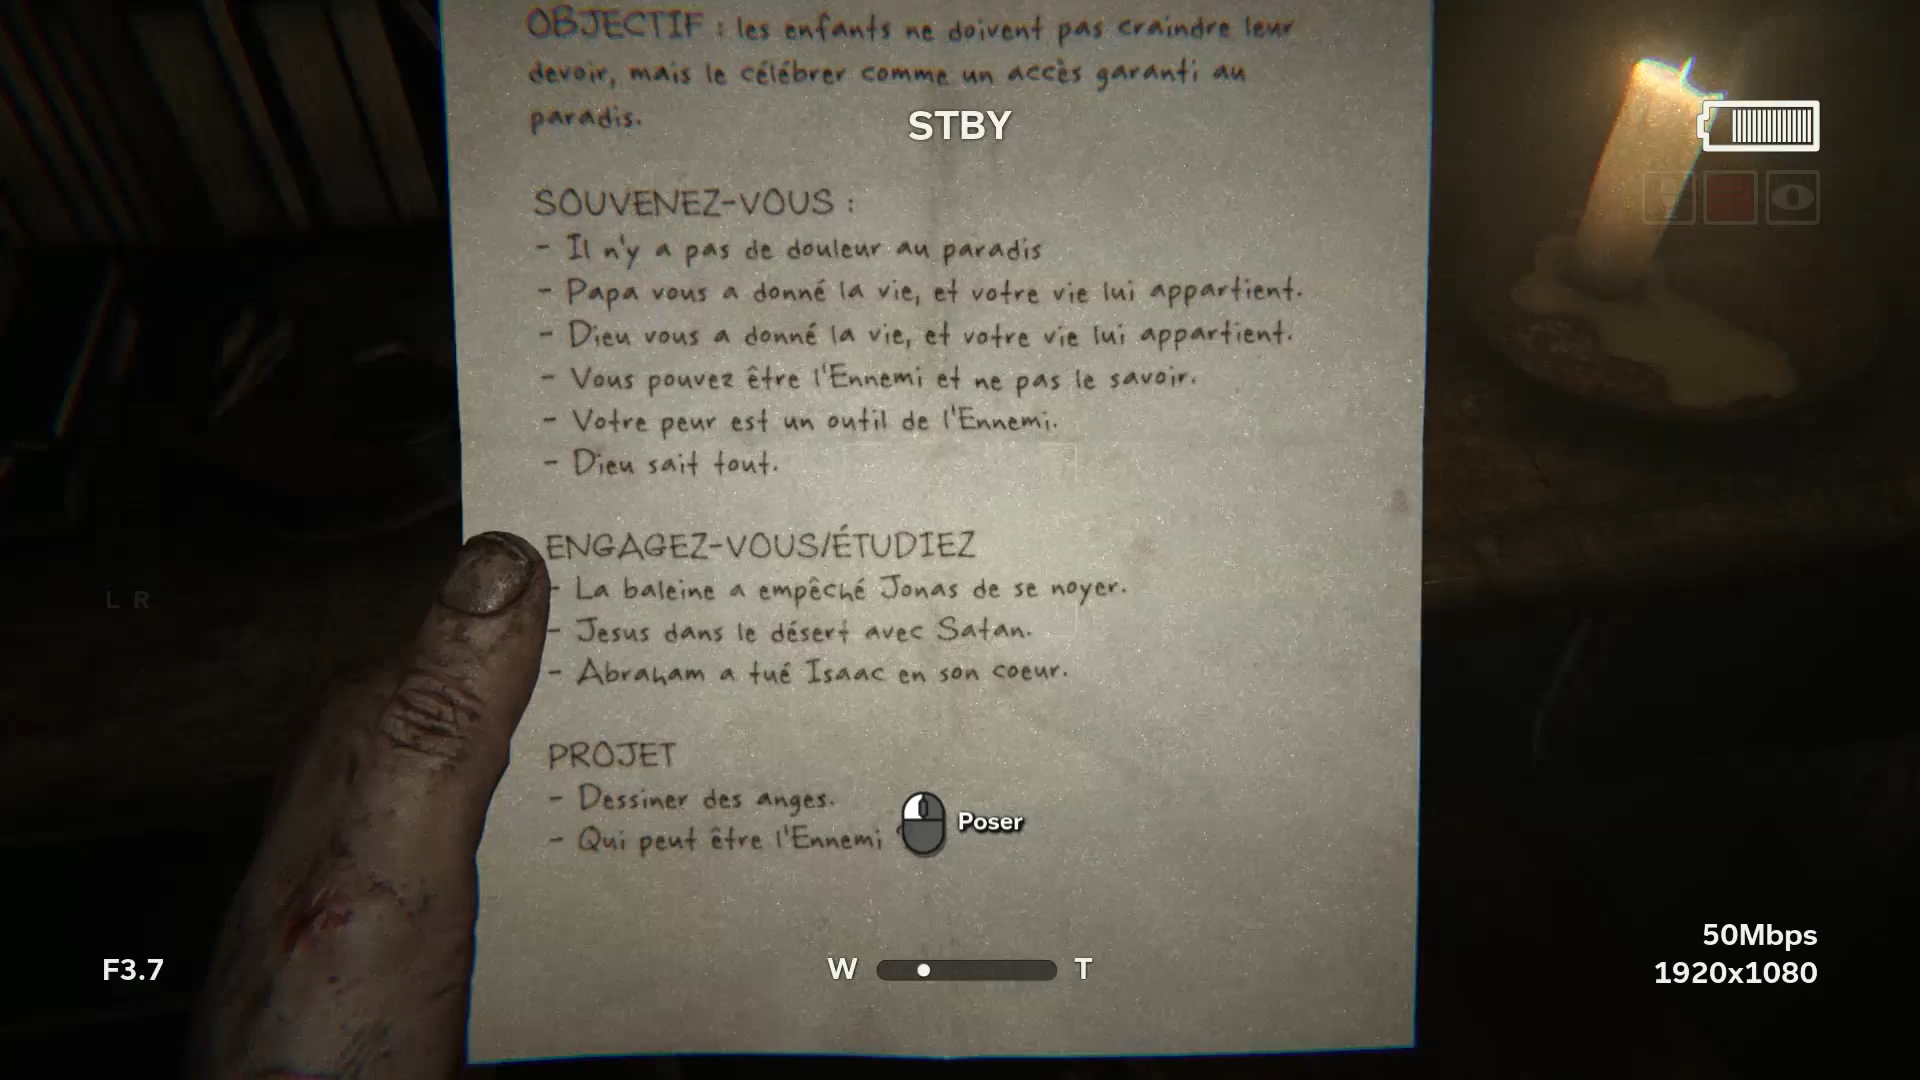 OBJECTIF : les enfants ne doivent pas craindre leur
devoir, mais le célébrer comme un accès garanti au
paradis.
STBY
SOUVENEZ-VOUS :
- Il n'y a pas de douleur au paradis
- Papa vous a donné la vie, et votre vie lui appartient.
- Dieu vous a donné la vie, et votre vie lui appartient.
- Vous pouvez être l'Ennemi et ne pas le savoir.
- Votre peur est un outil de l'Ennemi.
- Dieu sait tout.
ENGAGEZ-VOUS/ÉTUDIEZ
- La baleine a empêché Jonas de se noyer.
L R
- Jesus dans le désert avec Satan.
- Abraham a tué Isaac en son coeur.
PROJET
- Dessiner des anges.
Poser
- Qui peut être l'Ennemi
F3.7
W T
50Mbps
1920x1080